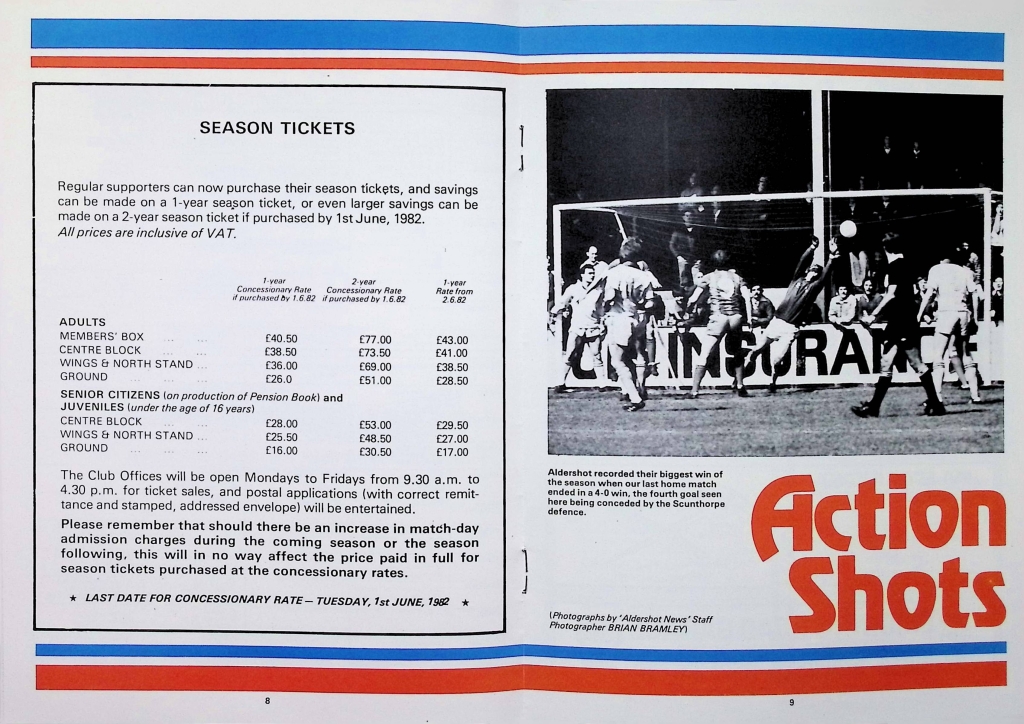 SEASON TICKETS
Regular supporters can now purchase their season tickets, and savings
can be made on a 1-year season ticket, or even larger savings can be
made on a 2-year season ticket if purchased by 1st June, 1982.
All prices are inclusive of VAT.
1-year 2-year 1-year
Concessionary Rate Concessionary Rate Rate from
if purchased by 1.6.82 if purchased by 1.6.82 2.6.82
ADULTS
MEMBERS' BOX ... ... £40.50 £77.00 £43.00
CENTRE BLOCK ... ... £38.50 £73.50 £41.00
WINGS & NORTH STAND ... £36.00 £69.00 £38.50
GROUND ... ... £26.0 £51.00 £28.50
SENIOR CITIZENS (on production of Pension Book) and
JUVENILES (under the age of 16 years)
CENTRE BLOCK ... ... £28.00 £53.00 £29.50
WINGS & NORTH STAND ... £25.50 £48.50 £27.00
GROUND ... ... £16.00 £30.50 £17.00
The Club Offices will be open Mondays to Fridays from 9.30 a.m. to
4.30 p.m. for ticket sales, and postal applications (with correct remit-
tance and stamped, addressed envelope) will be entertained.
Please remember that should there be an increase in match-day
admission charges during the coming season or the season
following, this will in no way affect the price paid in full for
season tickets purchased at the concessionary rates.
★ LAST DATE FOR CONCESSIONARY RATE — TUESDAY, 1st JUNE, 1982 ★
8
Aldershot recorded their biggest win of
the season when our last home match
ended in a 4-0 win, the fourth goal seen
here being conceded by the Scunthorpe
defence.
Action
Shots
(Photographs by 'Aldershot News' Staff
Photographer BRIAN BRAMLEY)
9